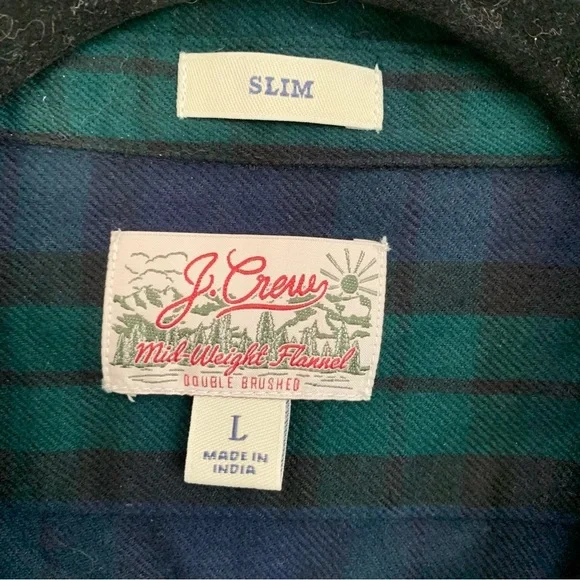 SLIM
J. Crew
Mid-Weight Flannel
DOUBLE BRUSHED
L
MADE IN
INDIA